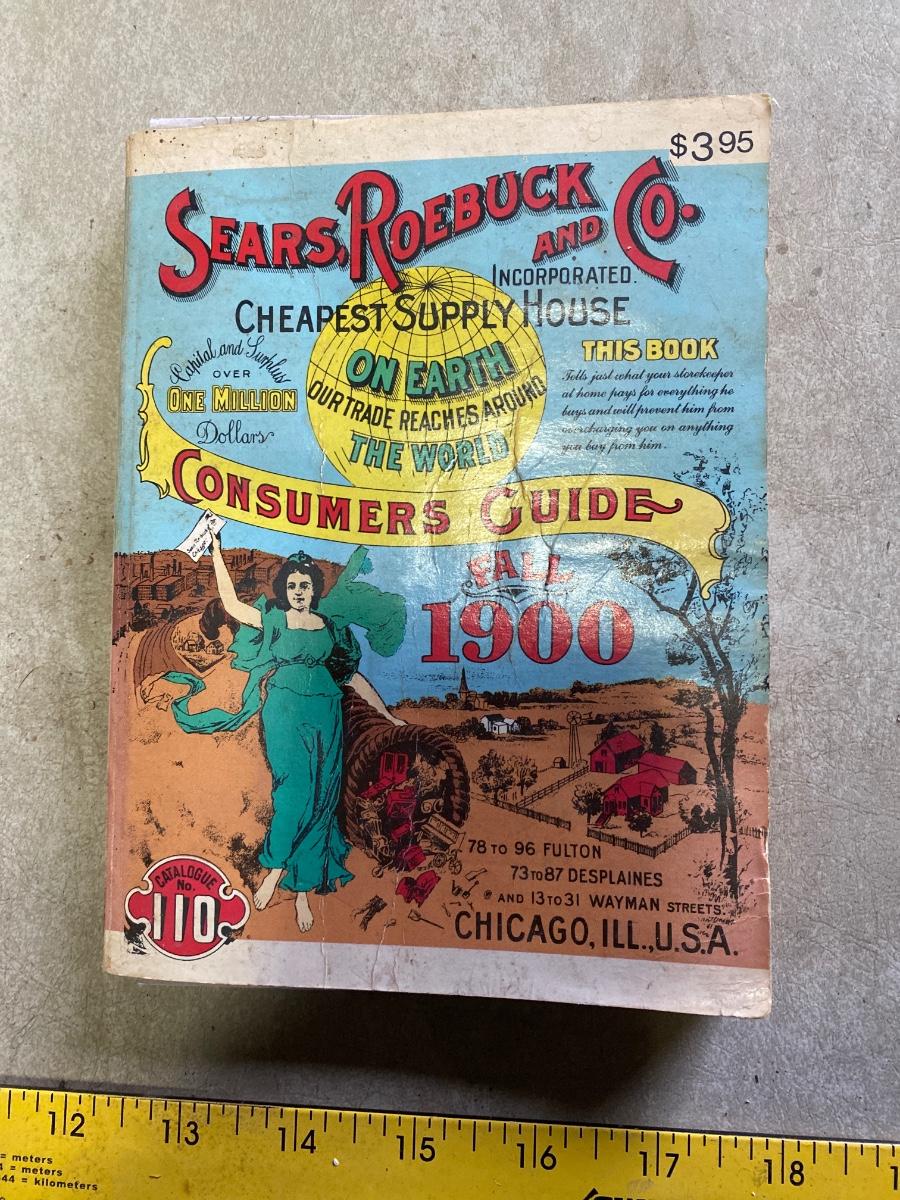 $3.95
SEARS, ROEBUCK AND CO.
INCORPORATED.
CHEAPEST SUPPLY HOUSE
ON EARTH
OUR TRADE REACHES AROUND
THE WORLD
Capital and Surplus
OVER
ONE MILLION
Dollars
THIS BOOK
Tells just what your storekeeper
at home pays for everything he
buys and will prevent him from
overcharging you on anything
you buy from him.
CONSUMERS GUIDE
FALL
1900
78 TO 96 FULTON
73 TO 87 DESPLAINES
AND 13 TO 31 WAYMAN STREETS.
CHICAGO, ILL., U.S.A.
CATALOGUE
No.
110
12 13 14 15 16 17 18 1
= meters
4 = meters
044 = kilometers